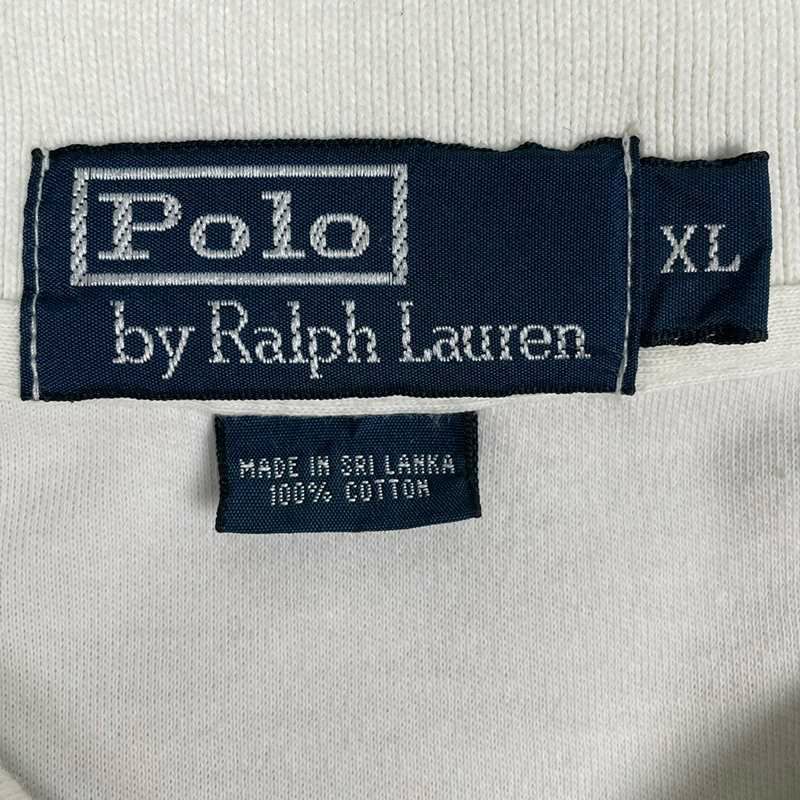 Polo
by Ralph Lauren
XL
MADE IN SRI LANKA
100% COTTON